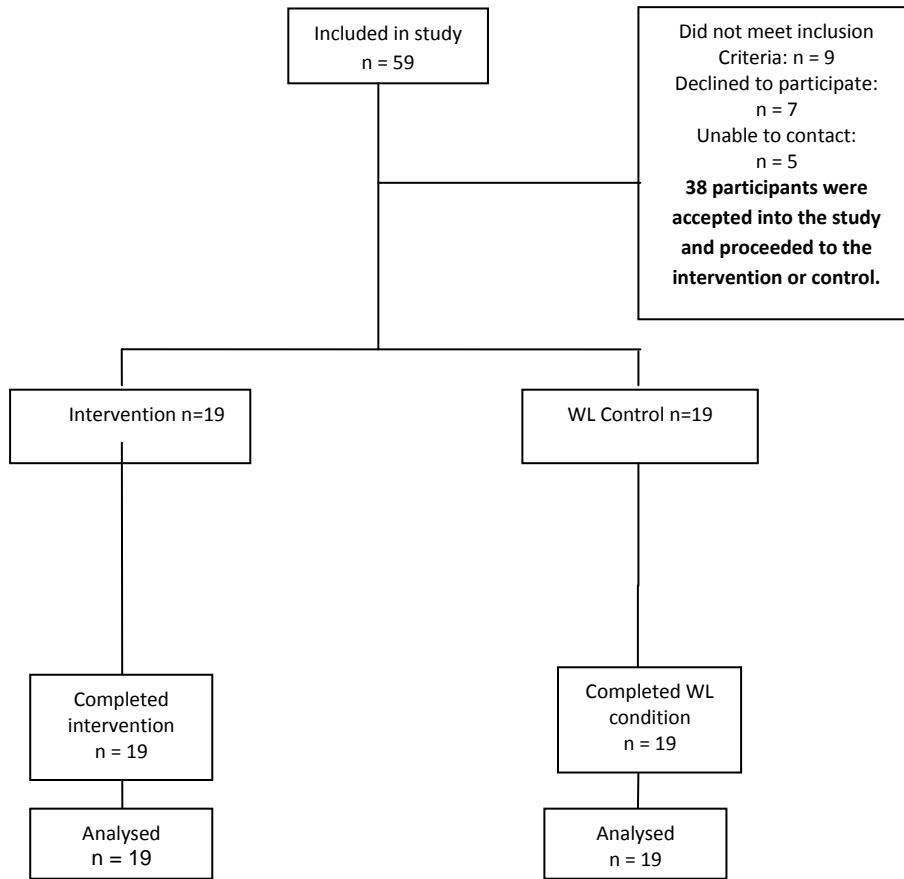 Included in study
n = 59
Did not meet inclusion
Criteria: n = 9
Declined to participate:
n = 7
Unable to contact:
n = 5
38 participants were
accepted into the study
and proceeded to the
intervention or control.
Intervention n=19
WL Control n=19
Completed
intervention
n = 19
Completed WL
condition
n = 19
Analysed
n = 19
Analysed
n = 19